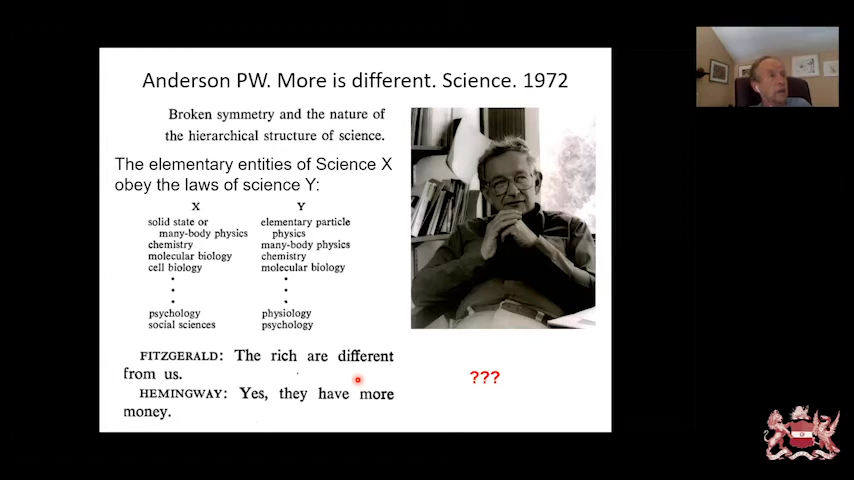 Anderson PW. More is different. Science. 1972
Broken symmetry and the nature of
the hierarchical structure of science.
The elementary entities of Science X
obey the laws of science Y:
X Y
solid state or elementary particle
many-body physics physics
chemistry many-body physics
molecular biology chemistry
cell biology molecular biology
psychology physiology
social sciences psychology
FITZGERALD: The rich are different
from us.
HEMINGWAY: Yes, they have more
money.
???